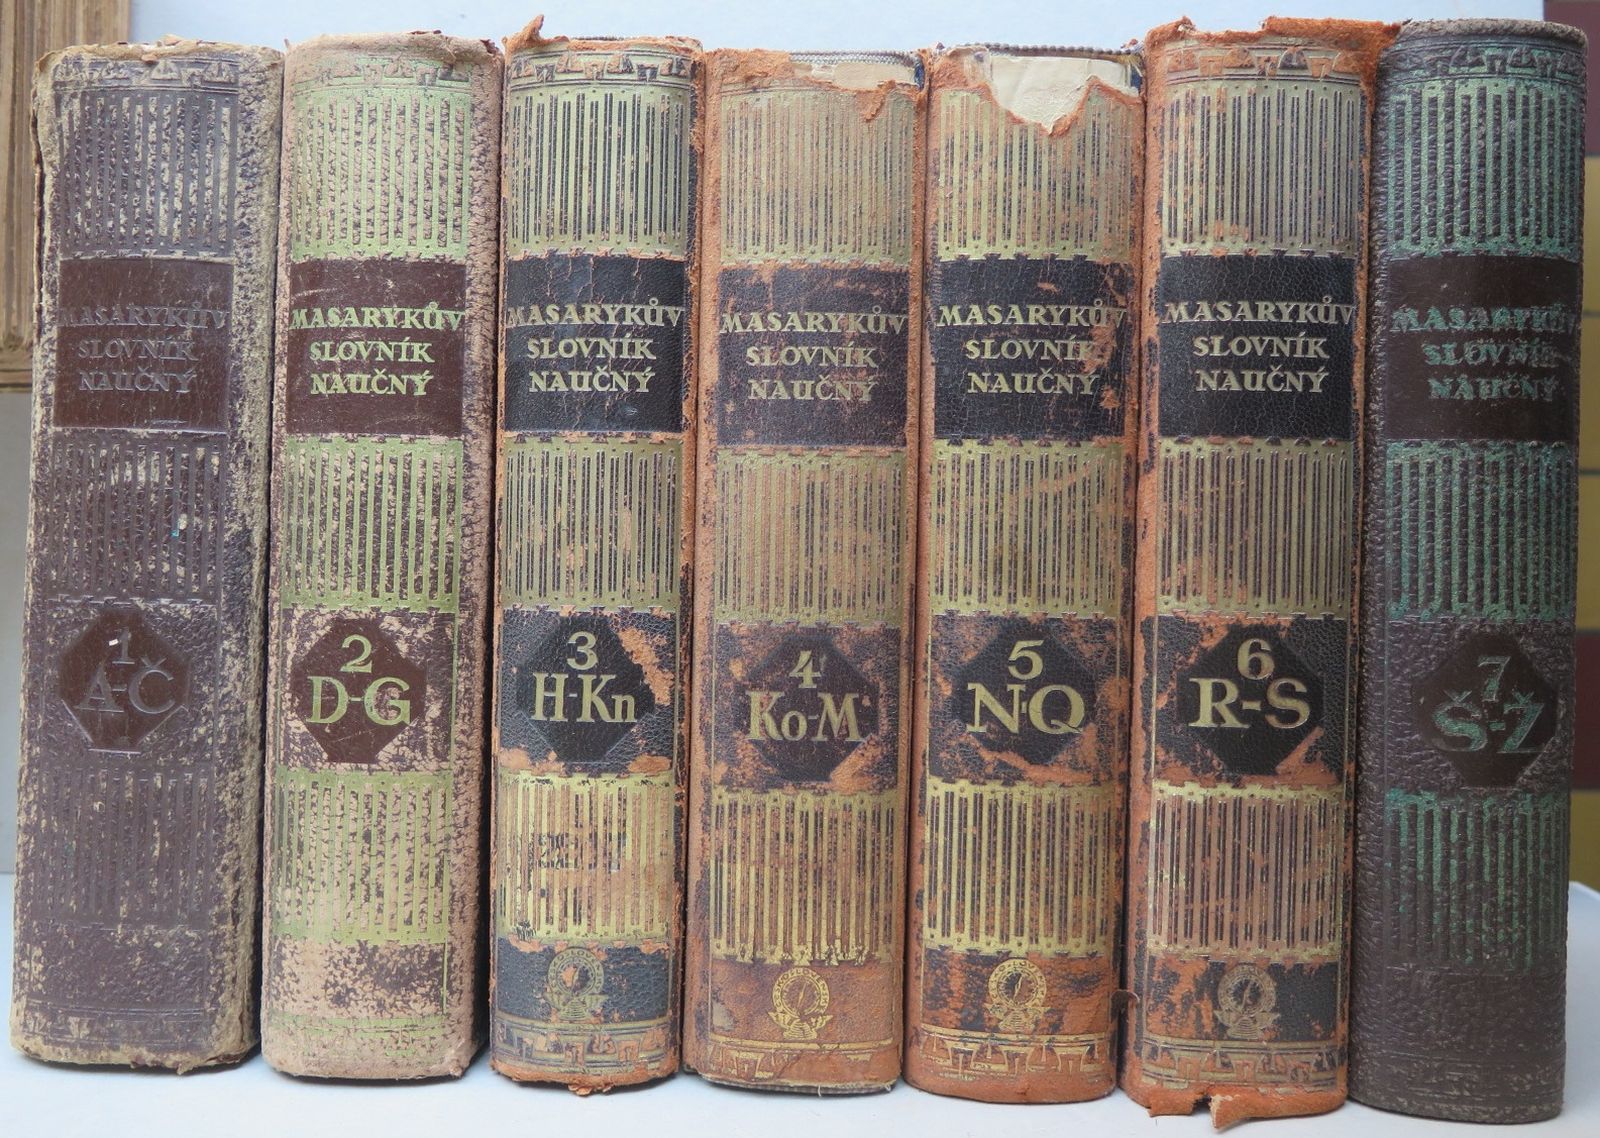 MASARYKŮV
SLOVNÍK
NAUČNÝ
1
A-Č
MASARYKŮV
SLOVNÍK
NAUČNÝ
2
D-G
MASARYKŮV
SLOVNÍK
NAUČNÝ
3
H-Kn
MASARYKŮV
SLOVNÍK
NAUČNÝ
4
Ko-M
MASARYKŮV
SLOVNÍK
NAUČNÝ
5
N-Q
MASARYKŮV
SLOVNÍK
NAUČNÝ
6
R-S
MASARYKŮV
SLOVNÍK
NAUČNÝ
7
Š-Ž